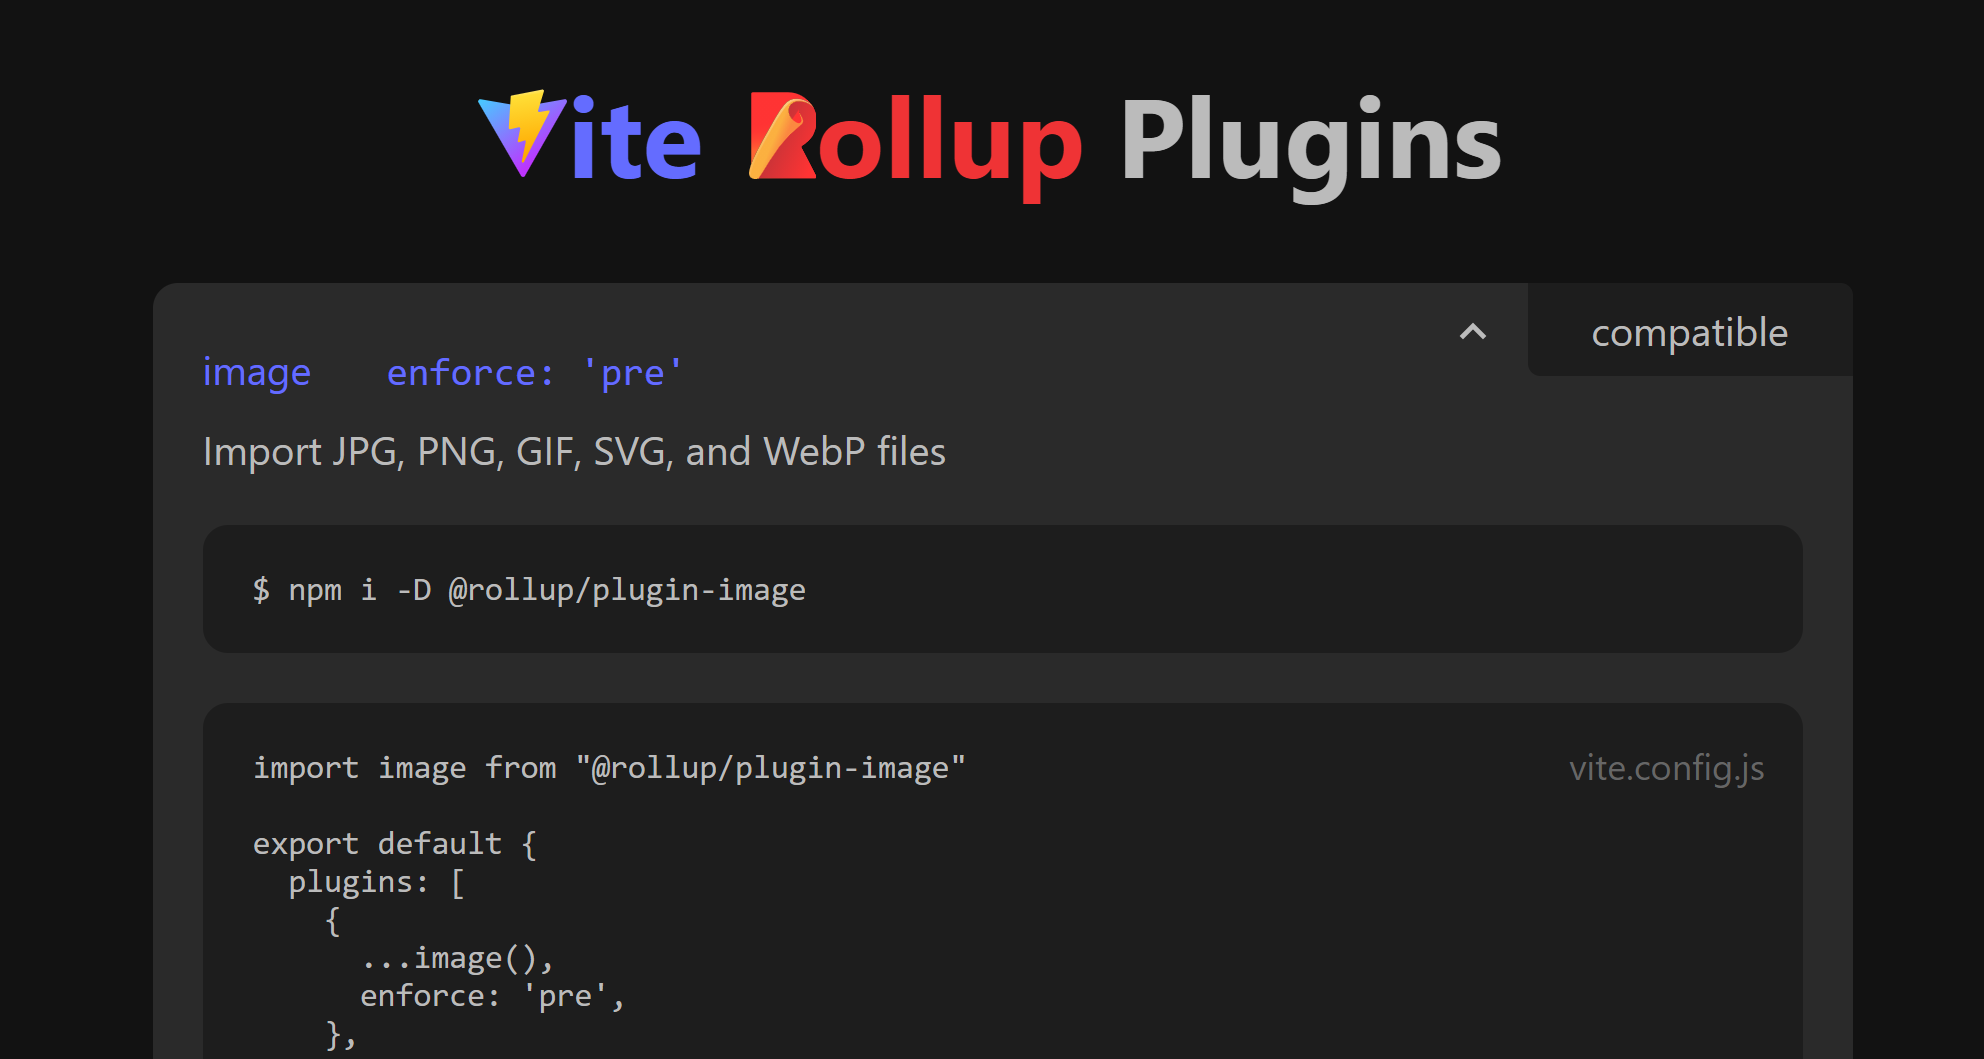 Vite Rollup Plugins
compatible
image enforce: 'pre'
Import JPG, PNG, GIF, SVG, and WebP files
$ npm i -D @rollup/plugin-image
import image from "@rollup/plugin-image"
vite.config.js
export default {
plugins: [
{
...image(),
enforce: 'pre',
},